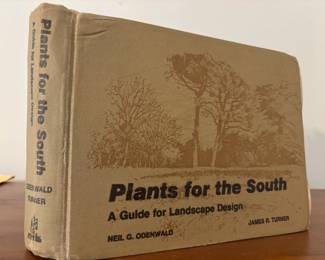 Plants for the South
A Guide for Landscape Design
ODENWALD
TURNER
Plants for the South
A Guide for Landscape Design
NEIL G. ODENWALD
JAMES R. TURNER